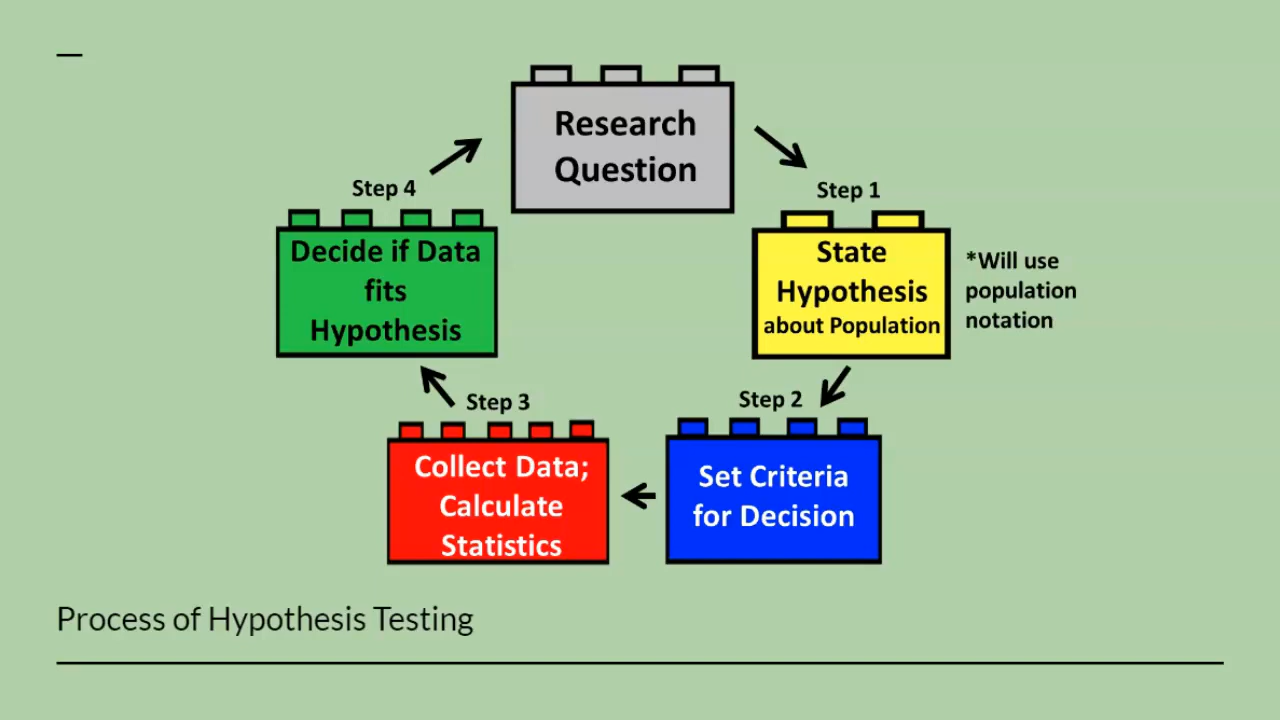 Research
Question
Step 1
State
Hypothesis
about Population
*Will use
population
notation
Step 2
Set Criteria
for Decision
Step 3
Collect Data;
Calculate
Statistics
Step 4
Decide if Data
fits
Hypothesis
Process of Hypothesis Testing